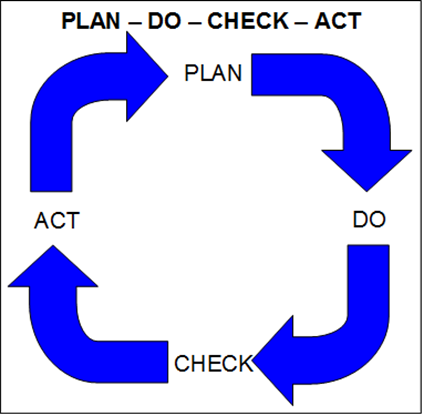 PLAN – DO – CHECK – ACT
PLAN
ACT
DO
CHECK